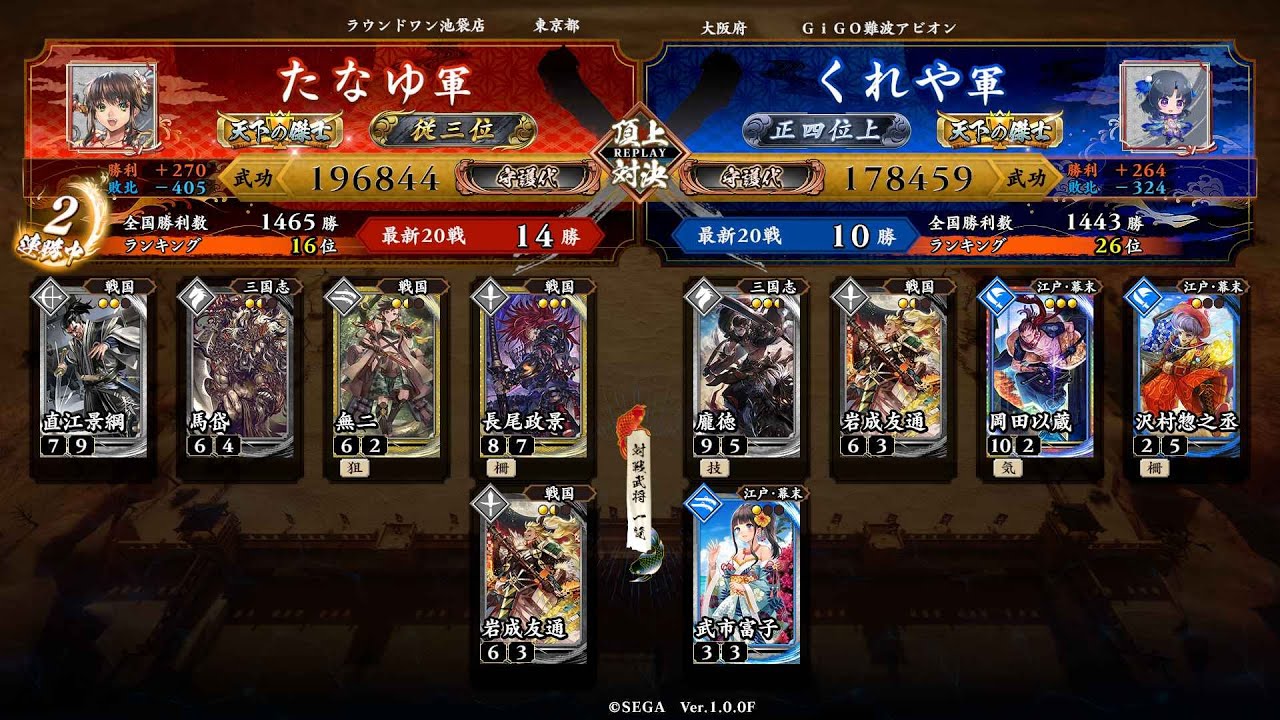 ラウンドワン池袋店 東京都
大阪府 GiGO難波アビオン
たなゆ軍
くれや軍
天下の傑士 従三位
正四位上 天下の傑士
頂上
REPLAY
対決
勝利 +270
敗北 -405
武功 196844 守護代
守護代 178459 武功
勝利 +264
敗北 -324
2
連勝中
全国勝利数 1465勝
ランキング 16位
最新20戦 14勝
最新20戦 10勝
全国勝利数 1443勝
ランキング 26位
戦国
直江景綱
7 9
三国志
馬岱
6 4
戦国
無二
6 2
狙
戦国
長尾政景
8 7
柵
三国志
龐徳
9 5
技
戦国
岩成友通
6 3
江戸・幕末
岡田以蔵
10 2
気
江戸・幕末
沢村惣之丞
2 5
柵
対戦武将一覧
戦国
岩成友通
6 3
江戸・幕末
武市富子
3 3
©SEGA Ver.1.0.0F